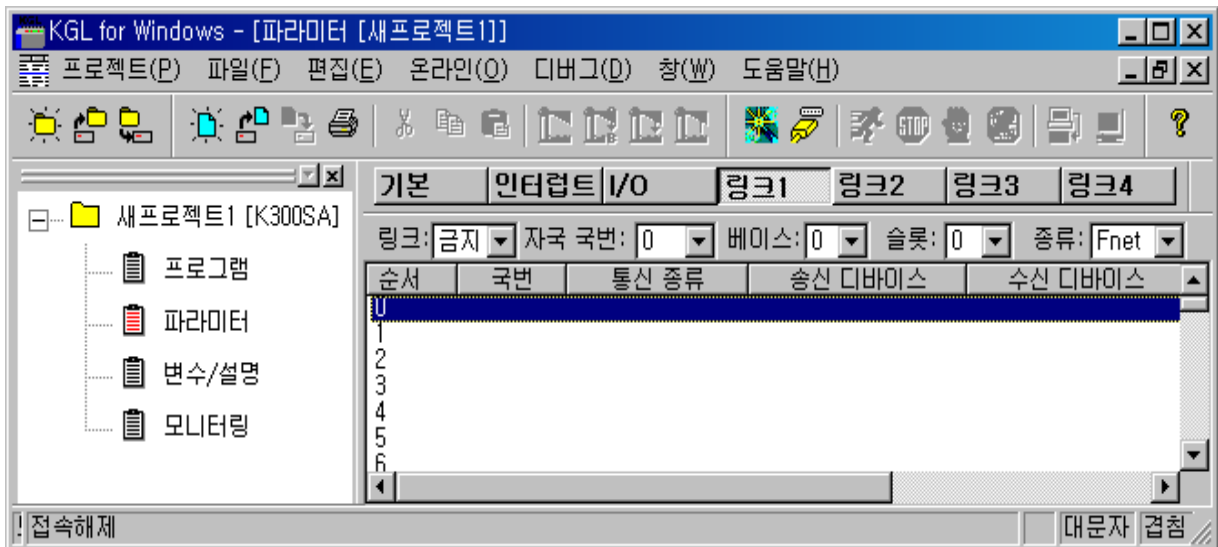 KGL for Windows - [파라미터 [새프로젝트1]]
프로젝트(P) 파일(F) 편집(E) 온라인(O) 디버그(D) 창(W) 도움말(H)
STOP
기본 인터럽트 I/O 링크1 링크2 링크3 링크4
새프로젝트1 [K300SA]
프로그램
파라미터
변수/설명
모니터링
링크: 금지 자국 국번: 0 베이스: 0 슬롯: 0 종류: Fnet
순서 국번 통신 종류 송신 디바이스 수신 디바이스
0
1
2
3
4
5
6
접속해제 대문자 겹침